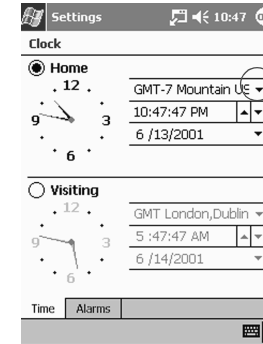 Settings 10:47
Clock
Home
12
9 3
6
GMT-7 Mountain US
10:47:47 PM
6 /13/2001
Visiting
12
9 3
6
GMT London,Dublin
5 :47:47 AM
6 /14/2001
Time Alarms